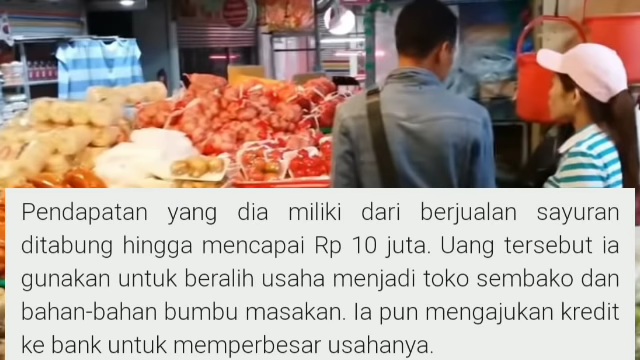 Pendapatan yang dia miliki dari berjualan sayuran
ditabung hingga mencapai Rp 10 juta. Uang tersebut ia
gunakan untuk beralih usaha menjadi toko sembako dan
bahan-bahan bumbu masakan. Ia pun mengajukan kredit
ke bank untuk memperbesar usahanya.